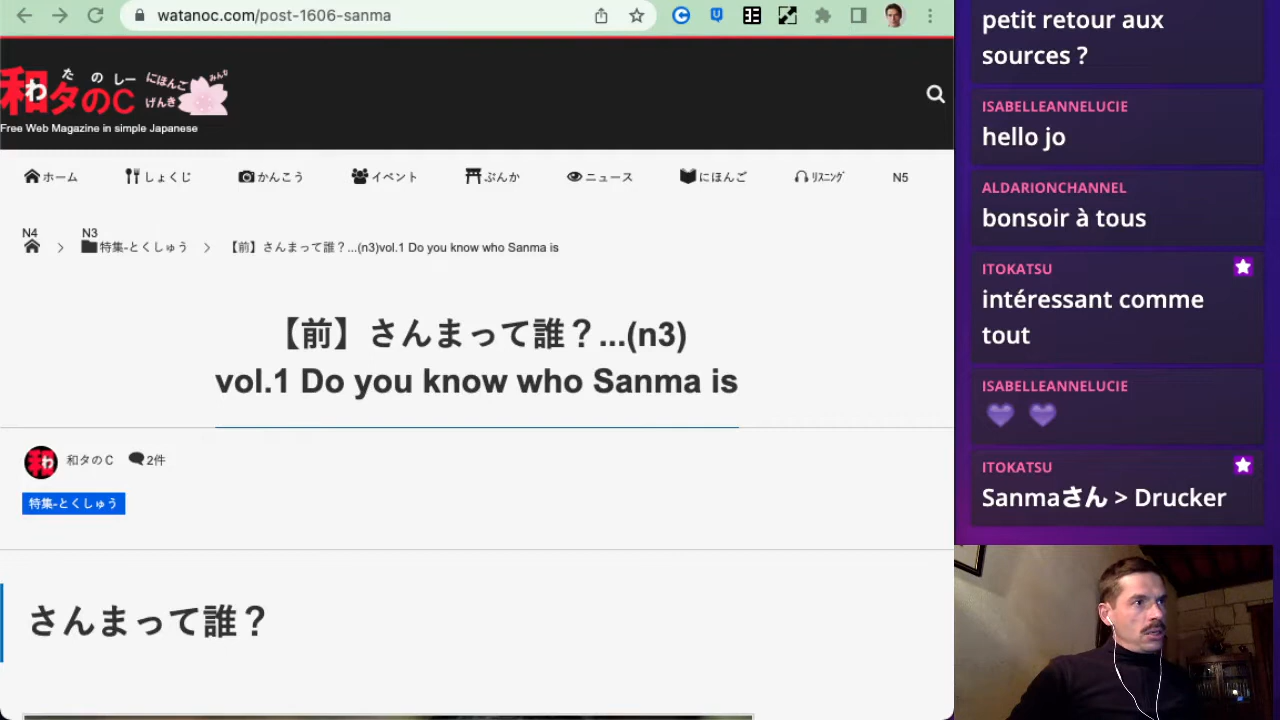 watanoc.com/post-1606-sanma
和タのC
わ
た の しー
にほんご
げんき
みんな
Free Web Magazine in simple Japanese
ホーム しょくじ かんこう イベント ぶんか ニュース にほんご リスニング N5
N4 N3
特集-とくしゅう 【前】さんまって誰？...(n3)vol.1 Do you know who Sanma is
【前】さんまって誰？...(n3)
vol.1 Do you know who Sanma is
和タのC 2件
特集-とくしゅう
さんまって誰？
petit retour aux
sources ?
ISABELLEANNELUCIE
hello jo
ALDARIONCHANNEL
bonsoir à tous
ITOKATSU
intéressant comme
tout
ISABELLEANNELUCIE
ITOKATSU
Sanmaさん > Drucker